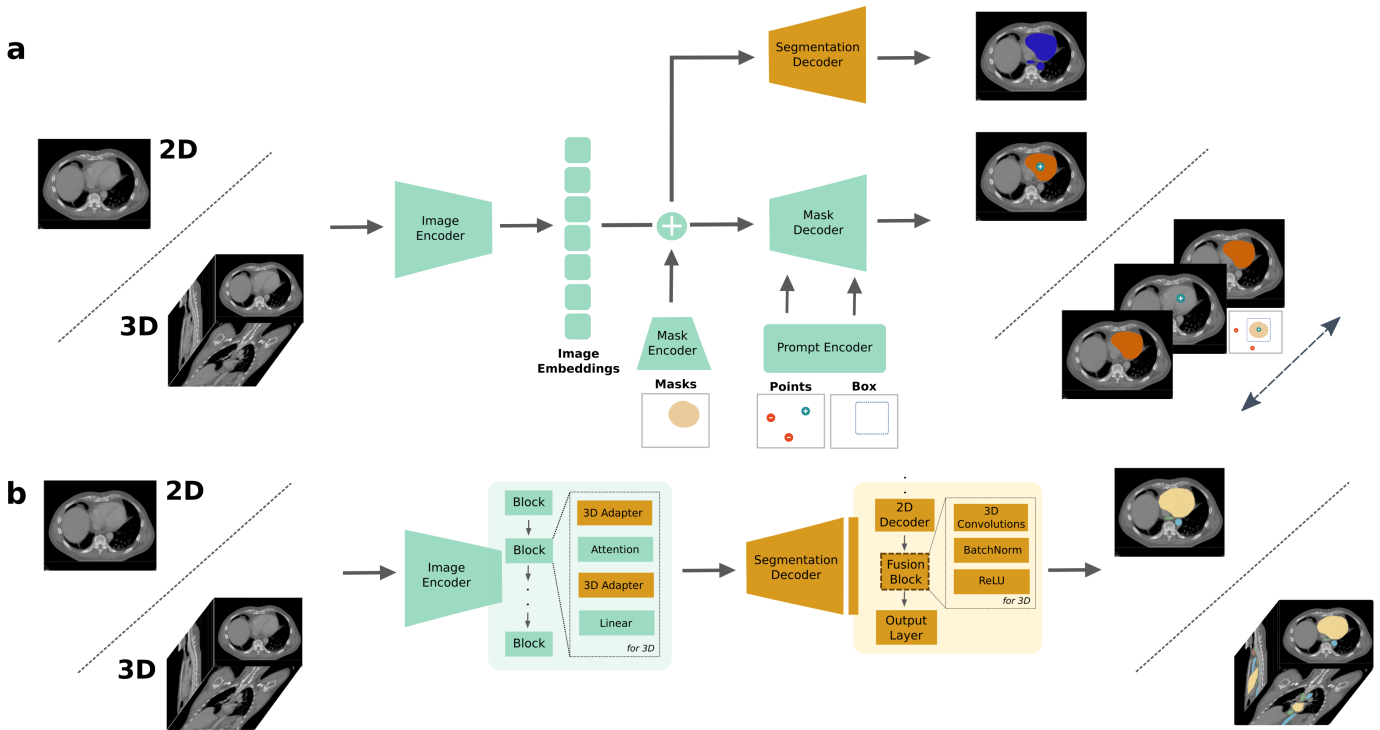 a
2D
3D
Image
Encoder
Image
Embeddings
Mask
Encoder
Masks
Segmentation
Decoder
Mask
Decoder
Prompt Encoder
Points
Box
b
2D
3D
Image
Encoder
Block
Block
Block
3D Adapter
Attention
3D Adapter
Linear
for 3D
Segmentation
Decoder
2D
Decoder
Fusion
Block
Output
Layer
3D
Convolutions
BatchNorm
ReLU
for 3D